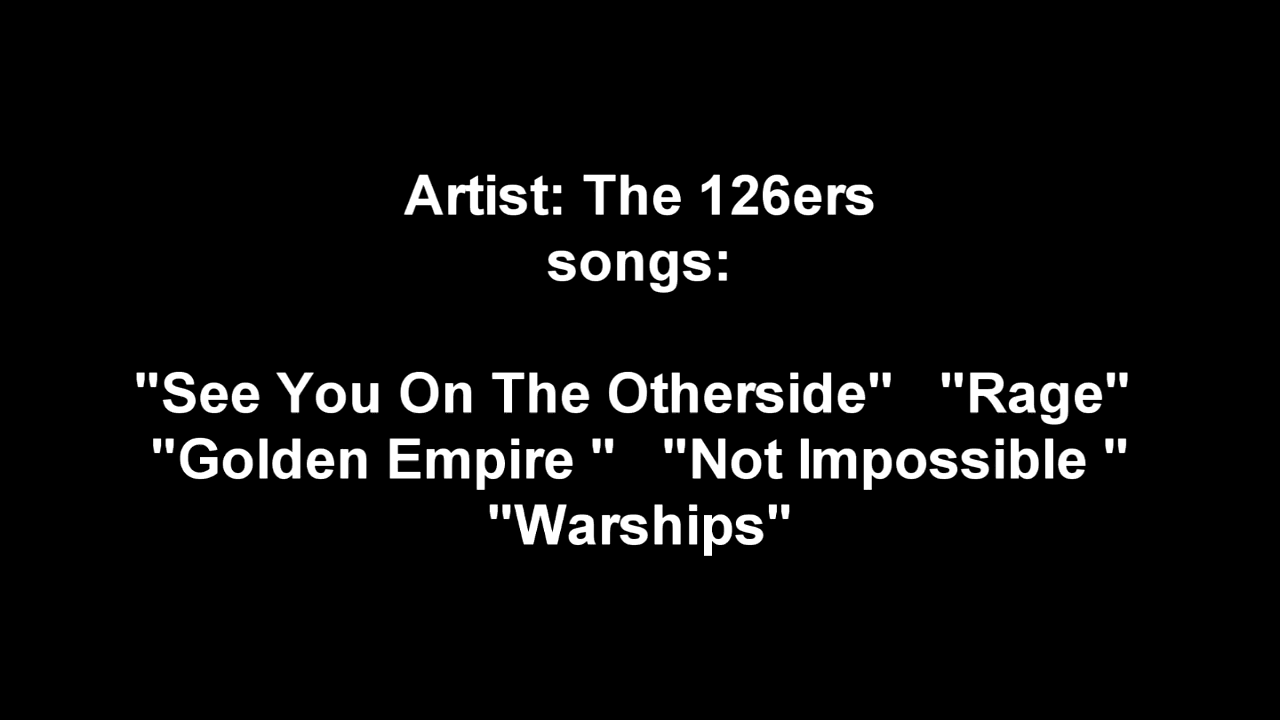 Artist: The 126ers
songs:
"See You On The Otherside" "Rage"
"Golden Empire " "Not Impossible "
"Warships"